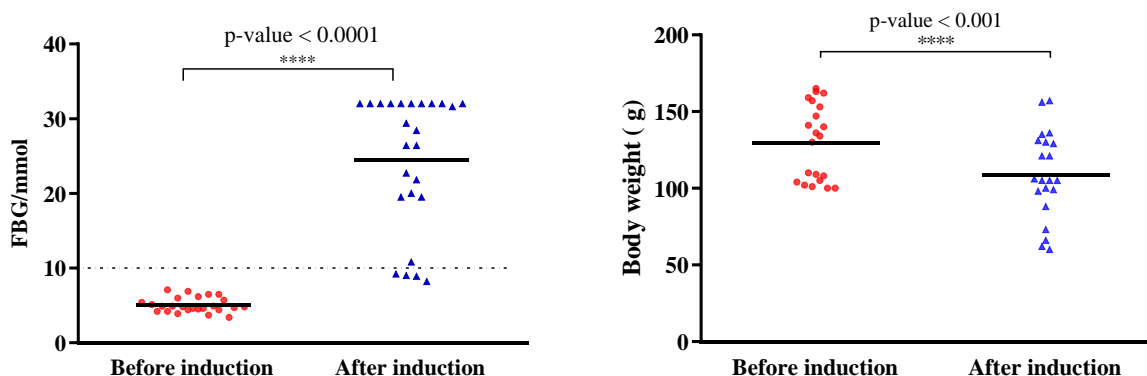 p-value < 0.0001
****
FBG/mmol
40
30
20
10
0
Before induction
After induction
p-value < 0.001
****
Body weight ( g)
200
150
100
50
0
Before induction
After induction